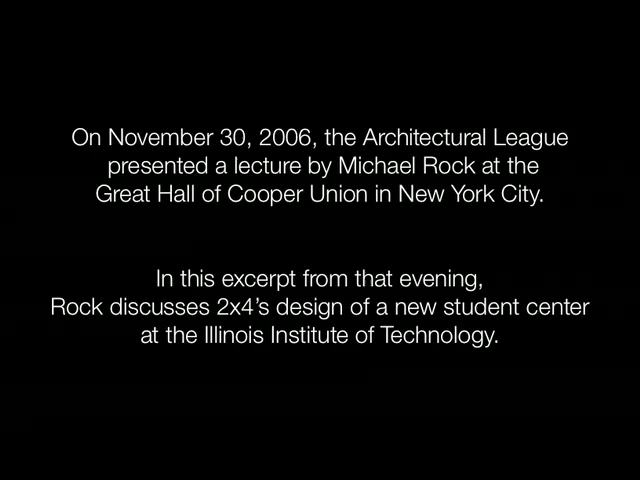 On November 30, 2006, the Architectural League
presented a lecture by Michael Rock at the
Great Hall of Cooper Union in New York City.
In this excerpt from that evening,
Rock discusses 2x4’s design of a new student center
at the Illinois Institute of Technology.